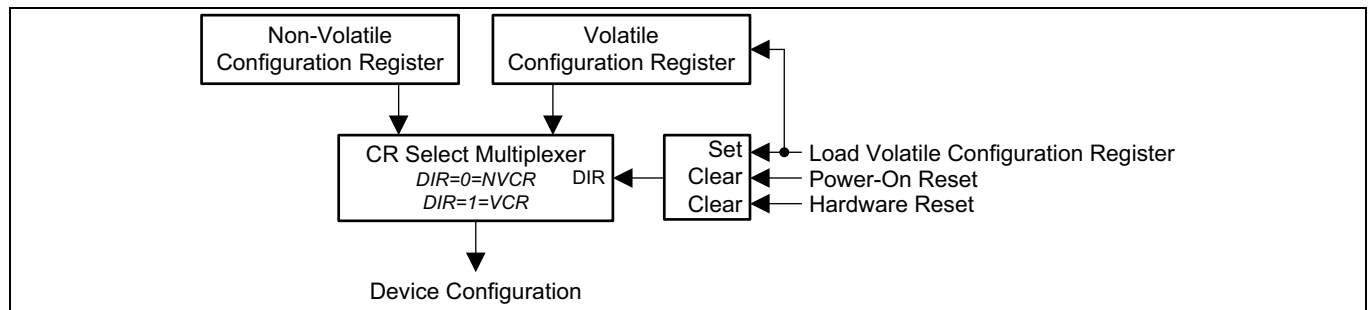 Non-Volatile
Configuration Register
Volatile
Configuration Register
CR Select Multiplexer
DIR=0=NVCR
DIR=1=VCR
DIR
Set
Clear
Clear
Load Volatile Configuration Register
Power-On Reset
Hardware Reset
Device Configuration